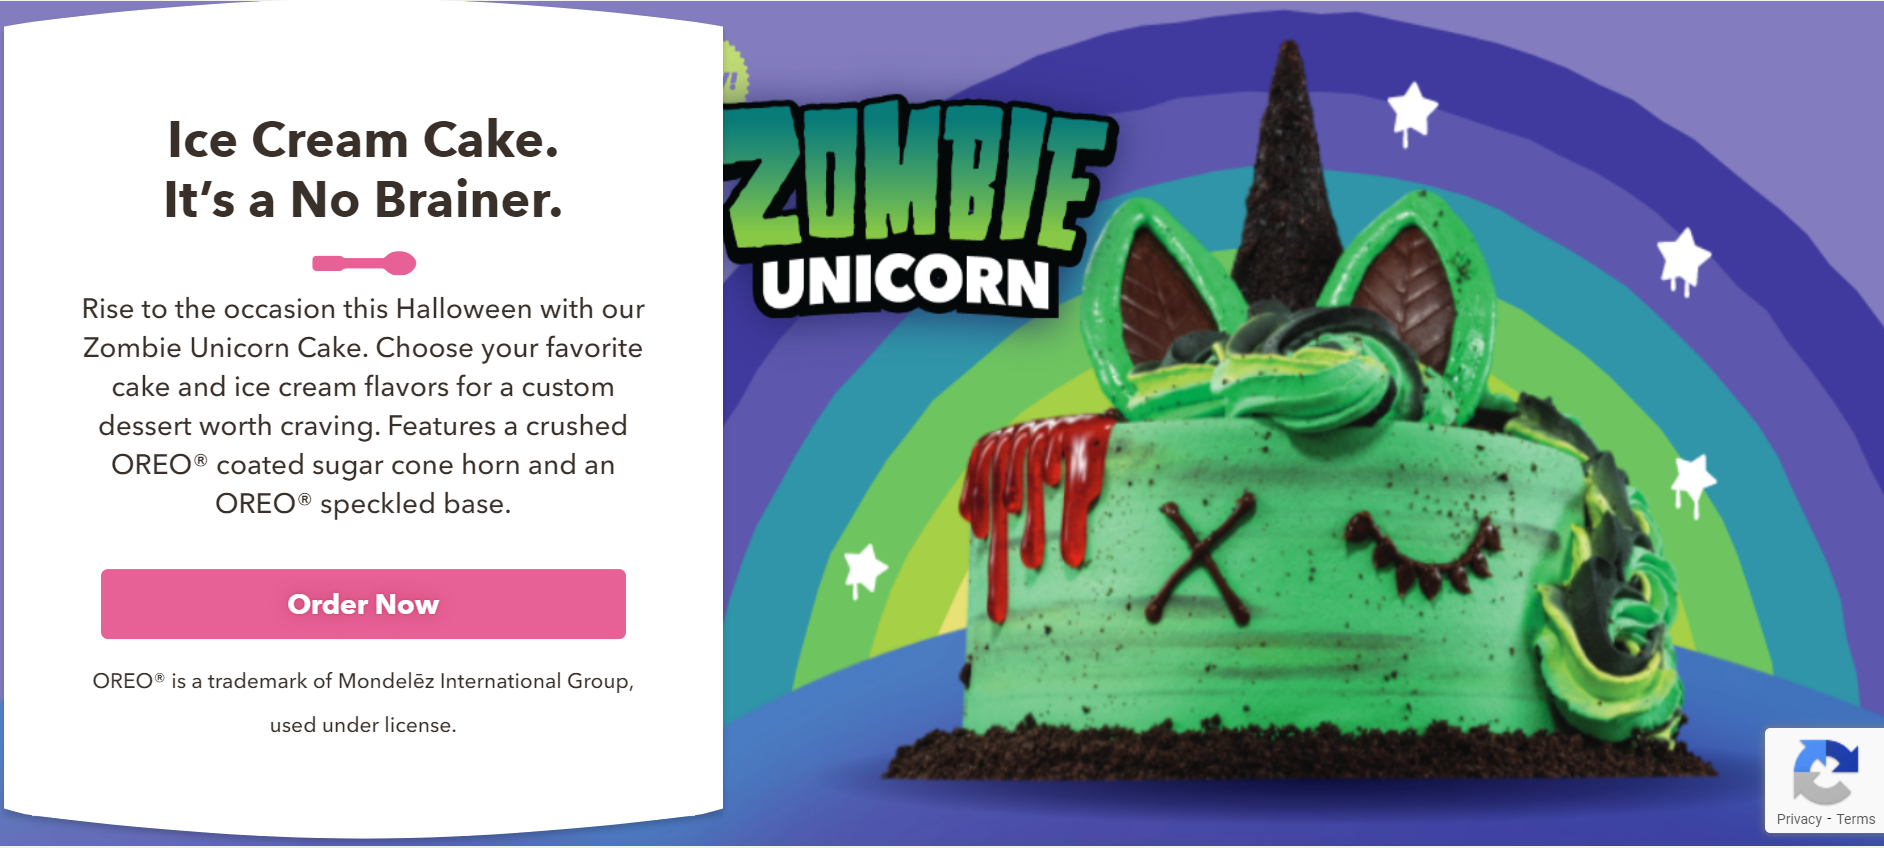 Ice Cream Cake.
It’s a No Brainer.
Rise to the occasion this Halloween with our
Zombie Unicorn Cake. Choose your favorite
cake and ice cream flavors for a custom
dessert worth craving. Features a crushed
OREO® coated sugar cone horn and an
OREO® speckled base.
Order Now
OREO® is a trademark of Mondelēz International Group,
used under license.
ZOMBIE
UNICORN
Privacy - Terms